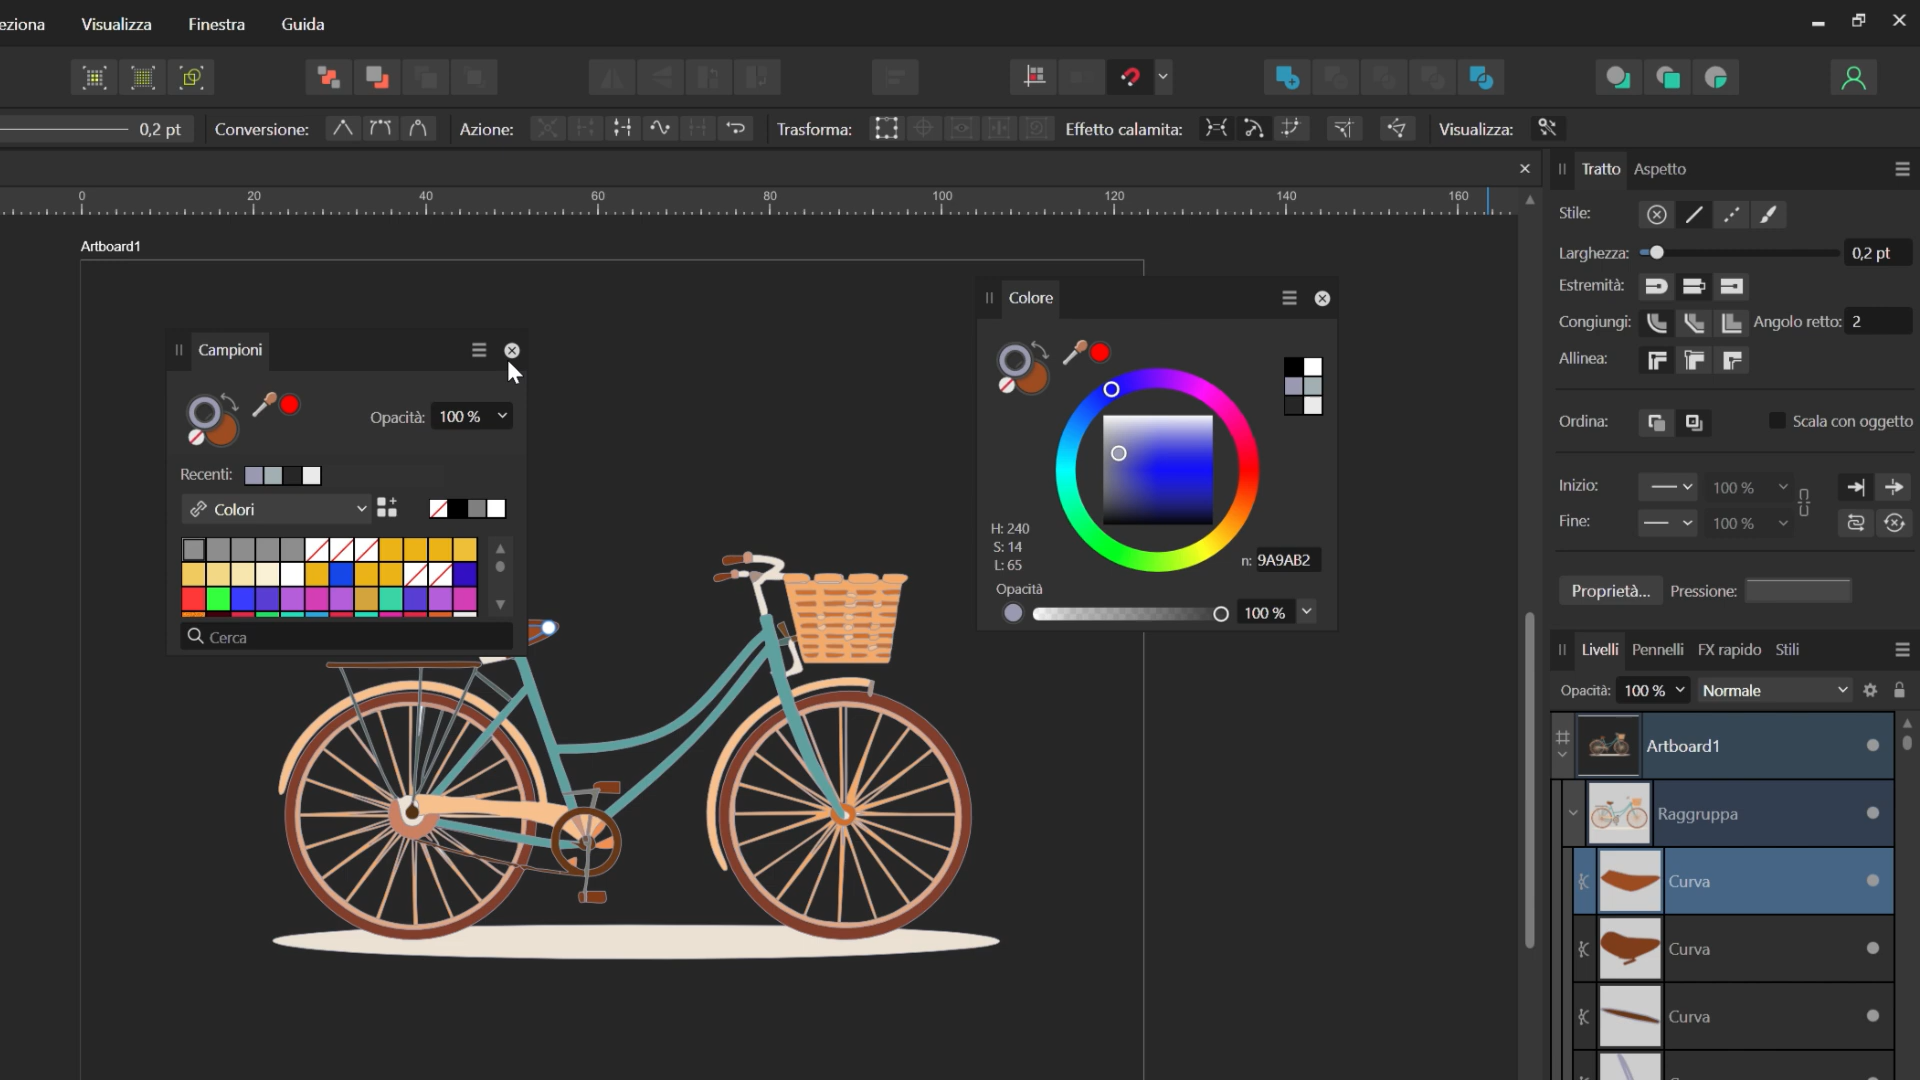 eziona Visualizza Finestra Guida
0,2 pt Conversione: Azione: Trasforma: Effetto calamita: Visualizza:
Tratto Aspetto
0 20 40 60 80 100 120 140 160
Stile:
Artboard1
Larghezza: 0,2 pt
Estremità:
Colore
Congiungi: Angolo retto: 2
Campioni
Allinea:
Opacità: 100 %
Ordina: Scala con oggetto
Recenti:
Inizio: 100 %
Colori
Fine: 100 %
H: 240
S: 14
L: 65
n: 9A9AB2
Opacità
100 %
Proprietà... Pressione:
Cerca
Livelli Pennelli FX rapido Stili
Opacità: 100 % Normale
Artboard1
Raggruppa
Curva
Curva
Curva